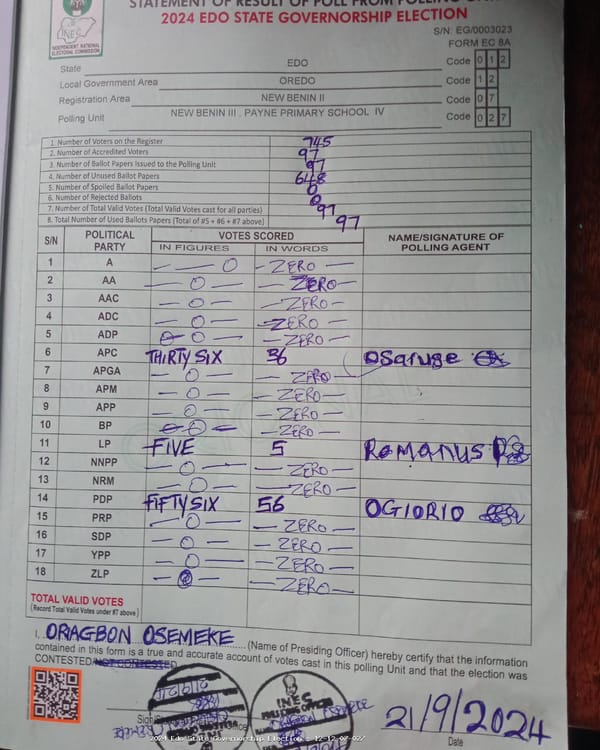 STATEMENT OF RESULT OF POLL FROM POLLING
2024 EDO STATE GOVERNORSHIP ELECTION
S/N: EG/0003023
FORM EC 8A
INEC
INDEPENDENT NATIONAL ELECTORAL COMMISSION
State EDO Code 0 1 2
Local Government Area OREDO Code 1 2
Registration Area NEW BENIN II Code 0 7
Polling Unit NEW BENIN III , PAYNE PRIMARY SCHOOL IV Code 0 2 7
1. Number of Voters on the Register 745
2. Number of Accredited Voters 97
3. Number of Ballot Papers Issued to the Polling Unit 97
4. Number of Unused Ballot Papers 648
5. Number of Spoiled Ballot Papers 0
6. Number of Rejected Ballots 0
7. Number of Total Valid Votes (Total Valid Votes cast for all parties) 97
8. Total Number of Used Ballots Papers (Total of #5 + #6 + #7 above) 97
S/N POLITICAL PARTY VOTES SCORED NAME/SIGNATURE OF POLLING AGENT
IN FIGURES IN WORDS
1 A — — 0 — ZERO —
2 AA — 0 — — ZERO —
3 AAC — 0 — — ZERO —
4 ADC — 0 — — ZERO —
5 ADP 0 — — ZERO —
6 APC THIRTY SIX 36 Osaruge
7 APGA — 0 — — ZERO —
8 APM — 0 — — ZERO —
9 APP — 0 — — ZERO —
10 BP — 0 — — ZERO —
11 LP FIVE 5 ROMANUS
12 NNPP — 0 — — ZERO —
13 NRM — 0 — — ZERO —
14 PDP FIFTY SIX 56 OGIORIO
15 PRP — 0 — — ZERO —
16 SDP — 0 — — ZERO —
17 YPP — 0 — — ZERO —
18 ZLP — 0 — — ZERO —
TOTAL VALID VOTES
(Record Total Valid Votes under #7 above)
I, ORAGBON OSEMEKE (Name of Presiding Officer) hereby certify that the information
contained in this form is a true and accurate account of votes cast in this polling Unit and that the election was
CONTESTED/NOT CONTESTED
INEC
21/9/2024
Date
2024 Edo State Governorship Election - 12-12-07-027